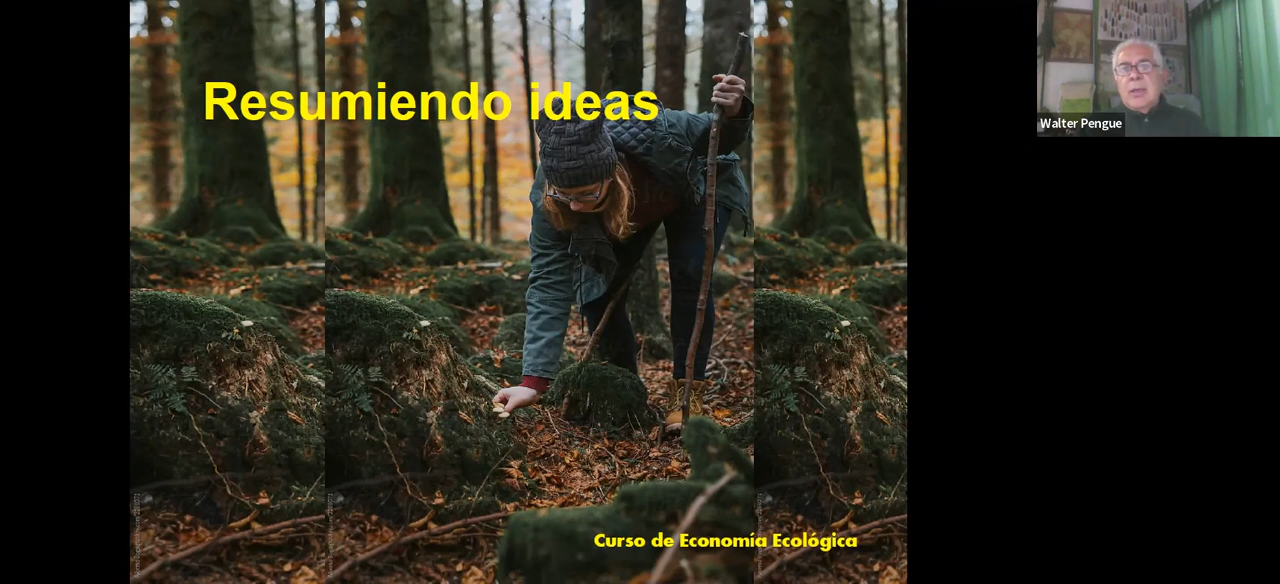 Resumiendo ideas
Walter Pengue
Curso de Economía Ecológica